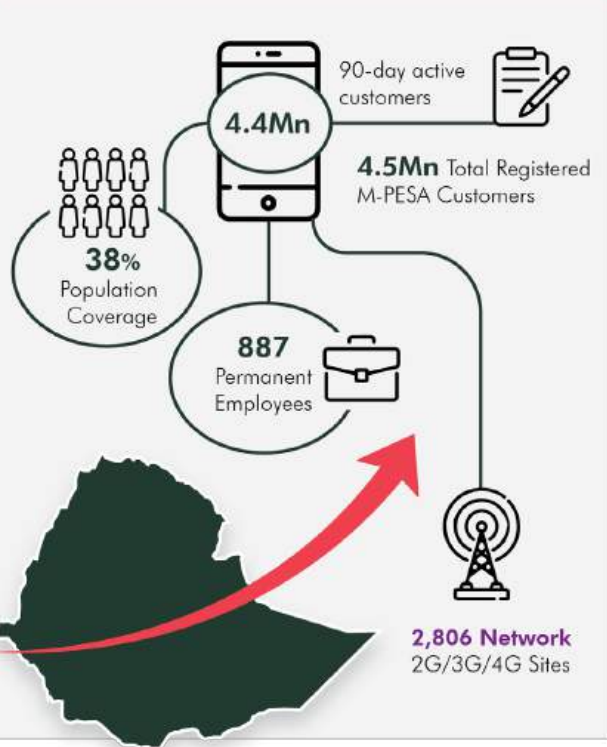 90-day active
customers
4.4Mn
4.5Mn Total Registered
M-PESA Customers
38%
Population
Coverage
887
Permanent
Employees
2,806 Network
2G/3G/4G Sites